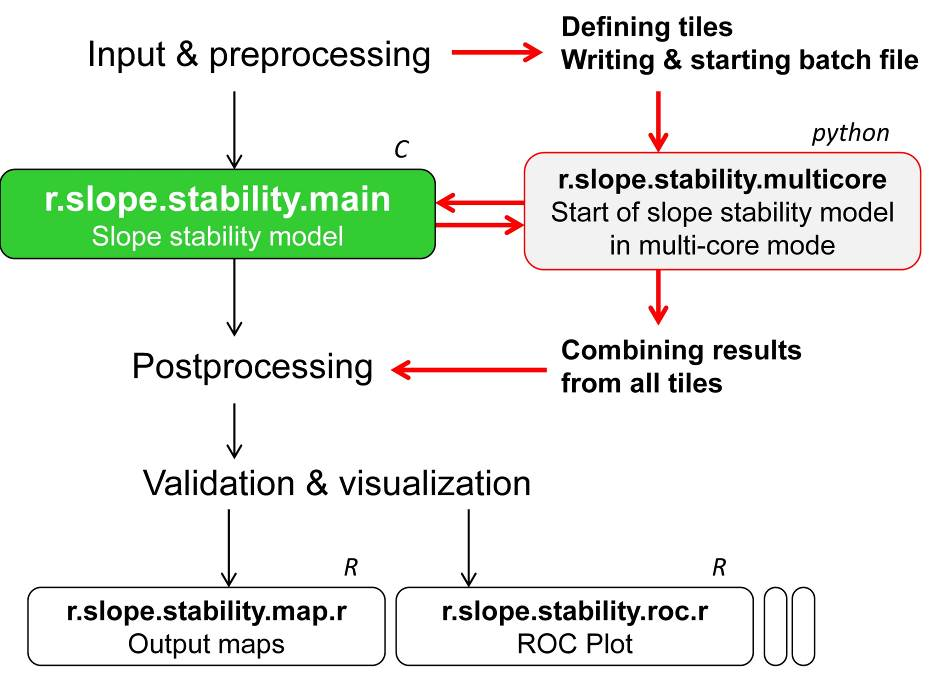 Input & preprocessing
Defining tiles
Writing & starting batch file
C
python
r.slope.stability.main
Slope stability model
r.slope.stability.multicore
Start of slope stability model
in multi-core mode
Postprocessing
Combining results
from all tiles
Validation & visualization
R
R
r.slope.stability.map.r
Output maps
r.slope.stability.roc.r
ROC Plot